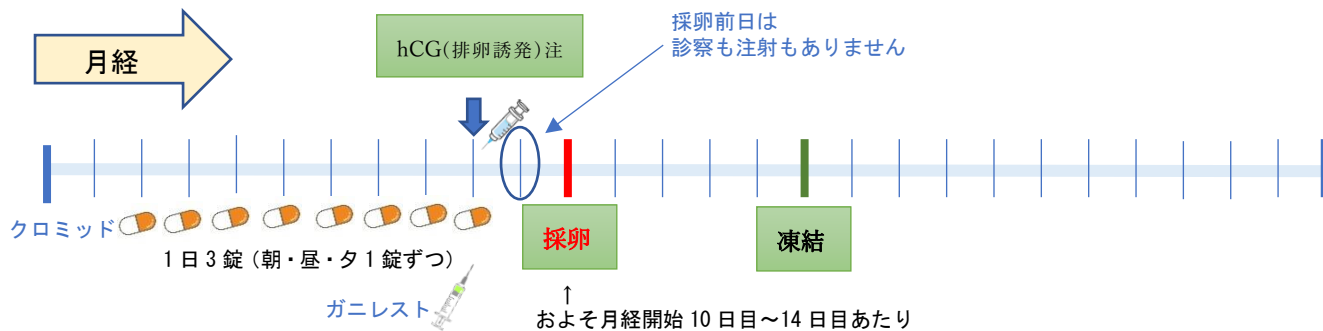 月経
hCG(排卵誘発)注
採卵前日は
診察も注射もありません
クロミッド
1日3錠（朝・昼・夕1錠ずつ）
ガニレスト
採卵
凍結
↑
およそ月経開始10日目～14日目あたり